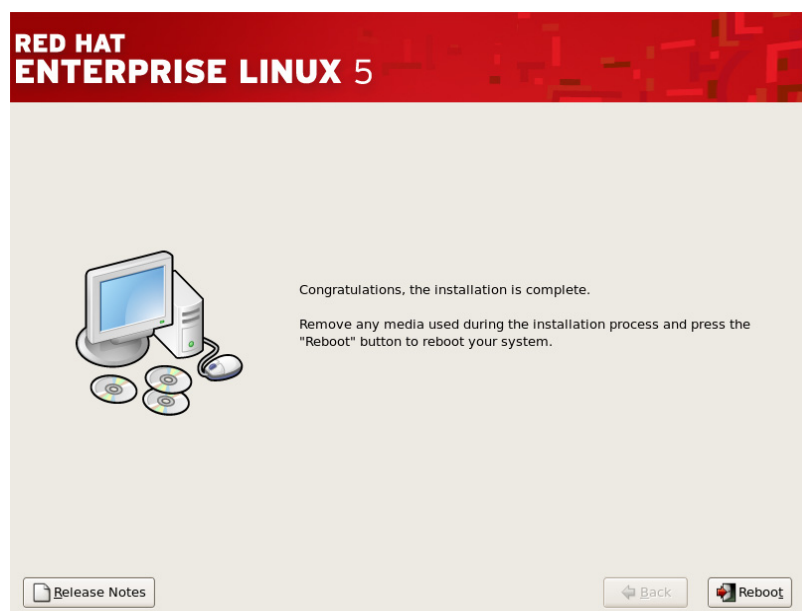 RED HAT
ENTERPRISE LINUX 5
Congratulations, the installation is complete.
Remove any media used during the installation process and press the
"Reboot" button to reboot your system.
Release Notes
Back
Reboot